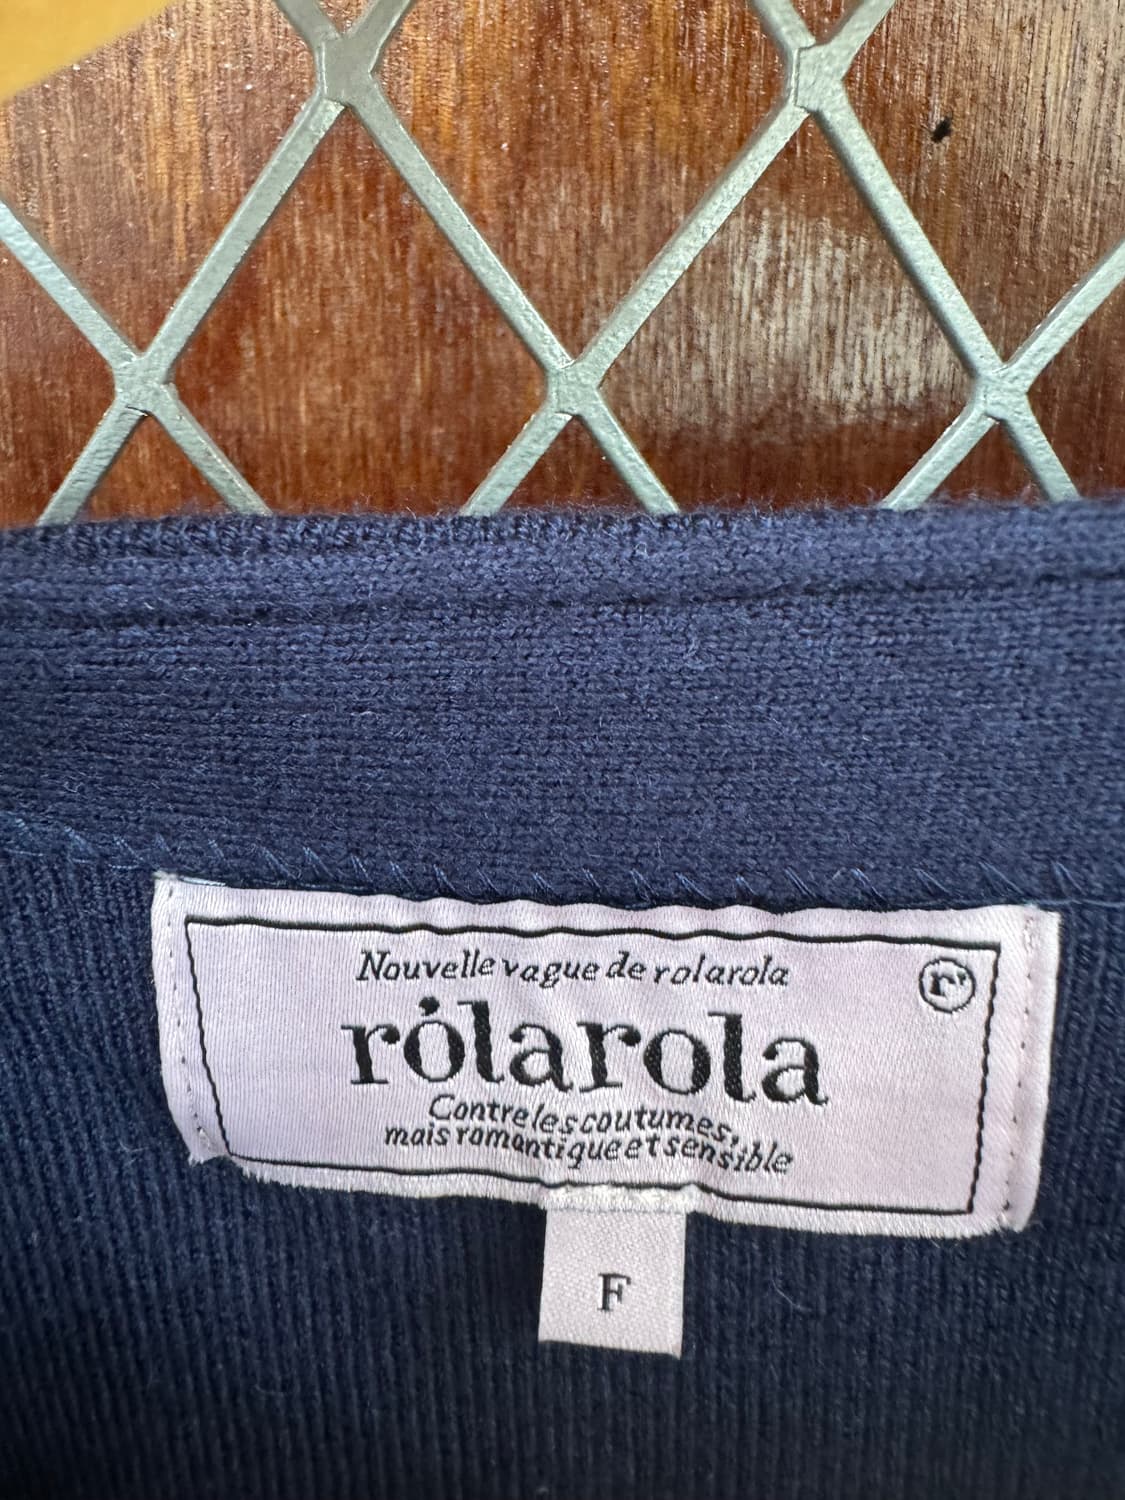 Nouvelle vague de rolarola
r'
rólarola
Contre les coutumes,
mais romantique et sensible
F